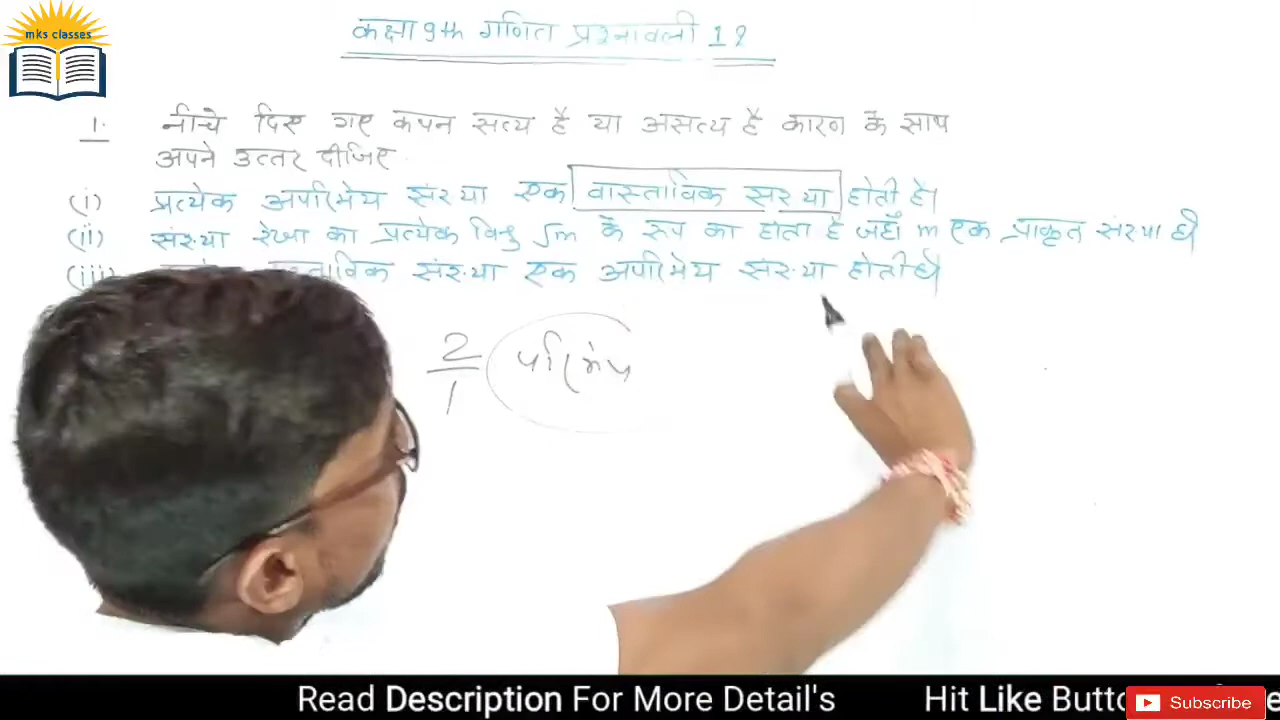 mks classes
कक्षा 9th गणित प्रश्नावली 1.2
1. नीचे दिए गए कथन सत्य है या असत्य है कारण के साथ
अपने उत्तर दीजिए
(i) प्रत्येक अपरिमेय संख्या एक वास्तविक संख्या होती है।
(ii) संख्या रेखा का प्रत्येक बिन्दु √m के रूप का होता है जहाँ m एक प्राकृत संख्या है
(iii) संख्या एक अपरिमेय संख्या होती है
2
1
परिमेय
Read Description For More Detail's Hit Like Butto
Subscribe